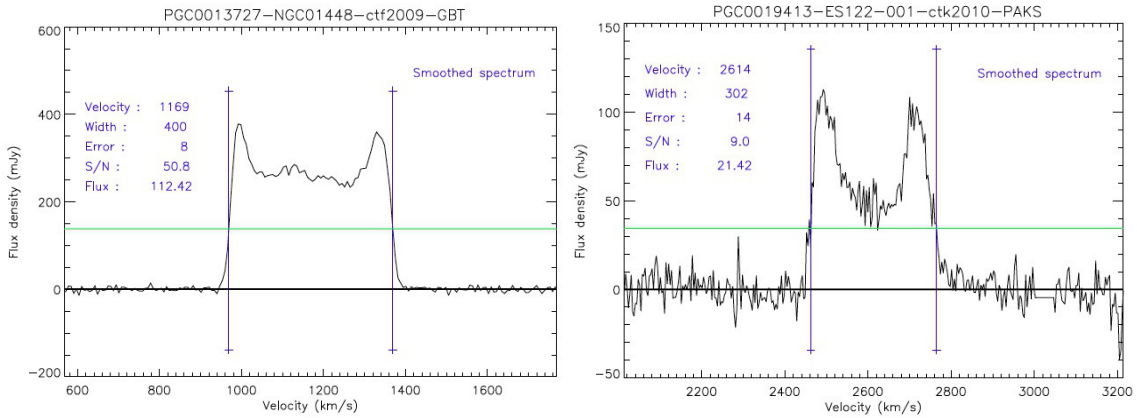 PGC0013727-NGC01448-ctf2009-GBT
600
400
200
0
-200
Flux density (mJy)
Smoothed spectrum
Velocity : 1169
Width : 400
Error : 8
S/N : 50.8
Flux : 112.42
600 800 1000 1200 1400 1600
Velocity (km/s)
PGC0019413-ES122-001-ctk2010-PAKS
150
100
50
0
-50
Flux density (mJy)
Velocity : 2614
Width : 302
Error : 14
S/N : 9.0
Flux : 21.42
Smoothed spectrum
2200 2400 2600 2800 3000 3200
Velocity (km/s)